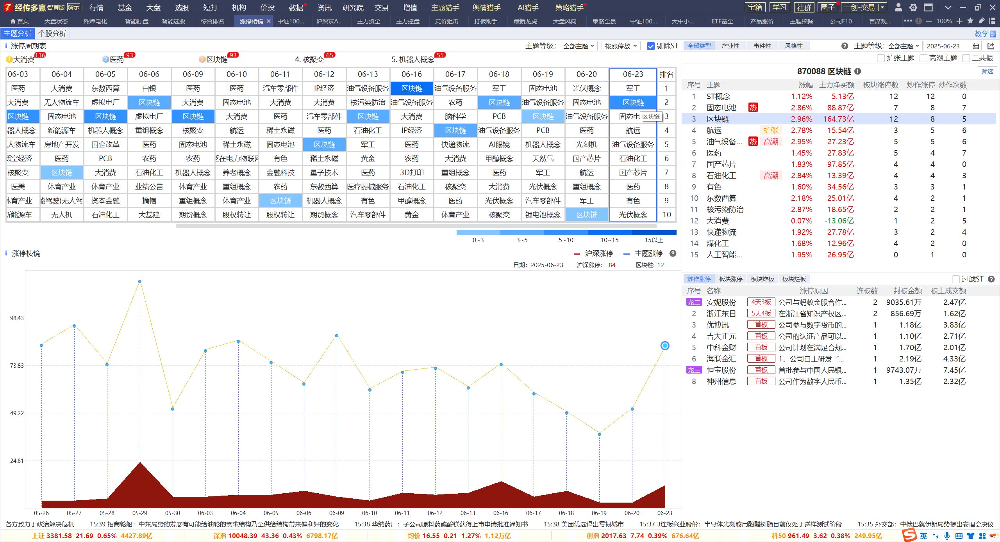 经传多赢 智尊版 演示 行情 基金 大盘 选股 短打 机构 价投 数据 资讯 研究院 交易 增值 主题猎手 舆情猎手 AI猎手 策略猎手 宝箱 学习 社群 圈子 一创-交易
首页 大盘状态 湘潭电化 智能盯盘 智能选股 综合排名 涨停棱镜 中证100... 沪深京A... 主力资金 主力控盘 竞价狙击 打板助手 最新龙虎 大盘风向 策略全景 中证100... 大中小... ETF基金 产品涨价 主题挖掘 公司F10 首席观... 100%
主题分析 个股分析 教学
涨停周期表 主题等级: 全部主题 按涨停数 剔除ST
1 大消费 116 2 医药 93 3 区块链 93 4. 核聚变 65 5. 机器人概念 55
06-03 06-04 06-05 06-06 06-09 06-10 06-11 06-12 06-13 06-16 06-17 06-18 06-19 06-20 06-23 排名
医药 大消费 东数西算 白银 医药 医药 汽车零部件 IP经济 油气设备服务 区块链 油气设备服务 军工 固态电池 光伏概念 军工 1
大消费 无人物流车 虚拟电厂 区块链 大消费 固态电池 大消费 大消费 核污染防治 油气设备服务 农药 区块链 油气设备服务 固态电池 区块链 2
区块链 固态电池 区块链 虚拟电厂 区块链 大消费 医药 汽车零部件 区块链 大消费 脑科学 PCB 区块链 油气设备服务 固态电 区块链 3
器人概念 新能源车 机器人概念 重组概念 核聚变 航运 稀土永磁 医药 石油化工 IP经济 区块链 油气设备服务 PCB 医药 航运 4
人物流车 房地产开发 国企改革 医药 固态电池 稀土永磁 固态电池 区块链 军工 医药 快递物流 AI眼镜 机器人概念 光刻机 油气设备服务 5
低空经济 医药 PCB 农药 农药 泛在电力物联网 有色 稀土永磁 黄金 农药 大消费 甲醇概念 天然气 国产芯片 石油化工 6
核聚变 区块链 大消费 石油化工 机器人概念 养老概念 金融科技 量子技术 医药 3D打印 重组概念 医药 军工 航运 国产芯片 7
医美 体育产业 体育产业 业绩公告 体育产业 重组概念 农药 东数西算 医疗器械服务 石油化工 核聚变 大消费 光伏概念 重组概念 医药 8
体育产业 能驾驶(无人驾 资本金融 摘帽 重组概念 体育产业 区块链 机器人概念 有色 甲醇概念 医药 光伏概念 汽车零部件 军工 有色 9
新能源车 无人机 石油化工 大基建 期货概念 股权转让 股权转让 期货概念 汽车零部件 黄金 体育产业 核聚变 锂电池概念 区块链 光伏概念 10
0~3 3~5 5~10 10~15 15以上
涨停棱镜 沪深涨停 主题涨停
日期: 2025-06-23 沪深涨停: 84 区块链: 12
98.43
73.83
49.22
24.61
05-26 05-27 05-28 05-29 05-30 06-03 06-04 06-05 06-06 06-09 06-10 06-11 06-12 06-13 06-16 06-17 06-18 06-19 06-20 06-23
全部类型 产业性 事件性 风格性 主题等级: 全部主题 2025-06-23
扩张主题 高潮主题 三共振
870088 区块链 筛选
序号 主题 涨幅 主力净买额 板块涨停数 炒作涨停 炒作次数
1 ST概念 1.12% 5.13亿 12 12 0
2 固态电池 热 2.86% 88.87亿 7 8 7
3 区块链 2.96% 164.73亿 12 8 5
4 航运 扩张 2.78% 15.54亿 3 5 6
5 油气设备... 热 高潮 2.95% 27.23亿 5 5 6
6 医药 1.45% 27.83亿 5 4 7
7 国产芯片 1.83% 97.85亿 4 4 0
8 石油化工 高潮 2.84% 13.39亿 4 4 3
9 有色 1.60% 34.56亿 3 3 1
10 东数西算 2.18% 25.01亿 4 2 1
11 核污染防治 2.87% 18.65亿 2 2 1
12 大消费 0.07% -13.06亿 1 2 5
13 快递物流 1.92% 27.78亿 3 2 4
14 煤化工 1.68% 12.96亿 4 2 0
15 人工智能... 1.95% 26.95亿 0 1 0
炒作涨停 板块涨停 板块炸板 板块烂板 过滤ST
序号 名称 涨停原因 连板数 封板金额 板上成交额
龙二 安妮股份 4天3板 公司与蚂蚁金服合作... 2 9035.61万 2.47亿
2 浙江东日 5天4板 在浙江省知识产权区... 2 856.69万 1.62亿
3 优博讯 首板 公司参与数字货币的... 1 1.18亿 3.83亿
4 吉大正元 首板 公司的认证产品可以... 1 1.10亿 2.71亿
5 中科金财 首板 公司计划在满足合规... 1 1.70亿 2.01亿
6 海联金汇 首板 1、公司自主研发“... 1 2.19亿 4.33亿
龙三 恒宝股份 首板 首批参与中国人民银... 1 9743.07万 7.45亿
8 神州信息 首板 公司作为数字人民币... 1 1.35亿 2.32亿
各方致力于政治解决危机 15:39 招商轮船：中东局势的发展有可能给油轮的需求结构乃至供给结构带来偏利好的变化 15:38 华纳药厂：子公司原料药硫酸镁获得上市申请批准通知书 15:38 美团优选退出亏损城市 15:37 3连板兴业股份：半导体光刻胶用酚醛树脂目前仅处于送样测试阶段 15:35 外交部：中俄巴就伊朗局势提出安理会决议
上证 3381.58 21.69 0.65% 4427.89亿 深指 10048.39 43.36 0.43% 6798.17亿 均价 16.55 0.21 1.27% 1.12万亿 创指 2017.63 7.74 0.39% 676.64亿 科50 961.49 3.62 0.38% 249.95亿 英